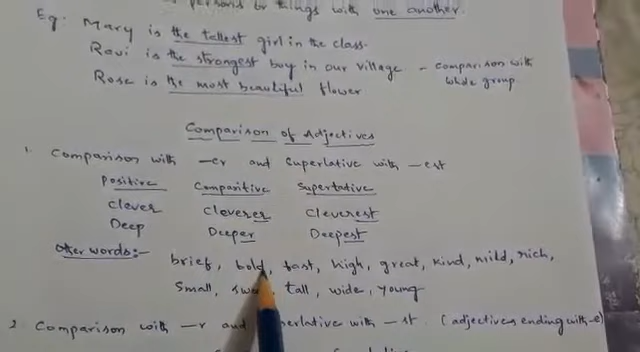 persons or things with one another.
Eg: Mary is the tallest girl in the class.
Ravi is the strongest boy in our village - comparison with
whole group
Rose is the most beautiful flower
Comparison of Adjectives
1. Comparison with -er and superlative with -est
Positive Comparitive Supertative
Clever Cleverer Cleverest
Deep Deeper Deepest
Other words:- brief, bold, fast, high, great, kind, mild, rich,
Small, tall, wide, young
2. Comparison with -r and superlative with -st. (adjectives ending with -e)